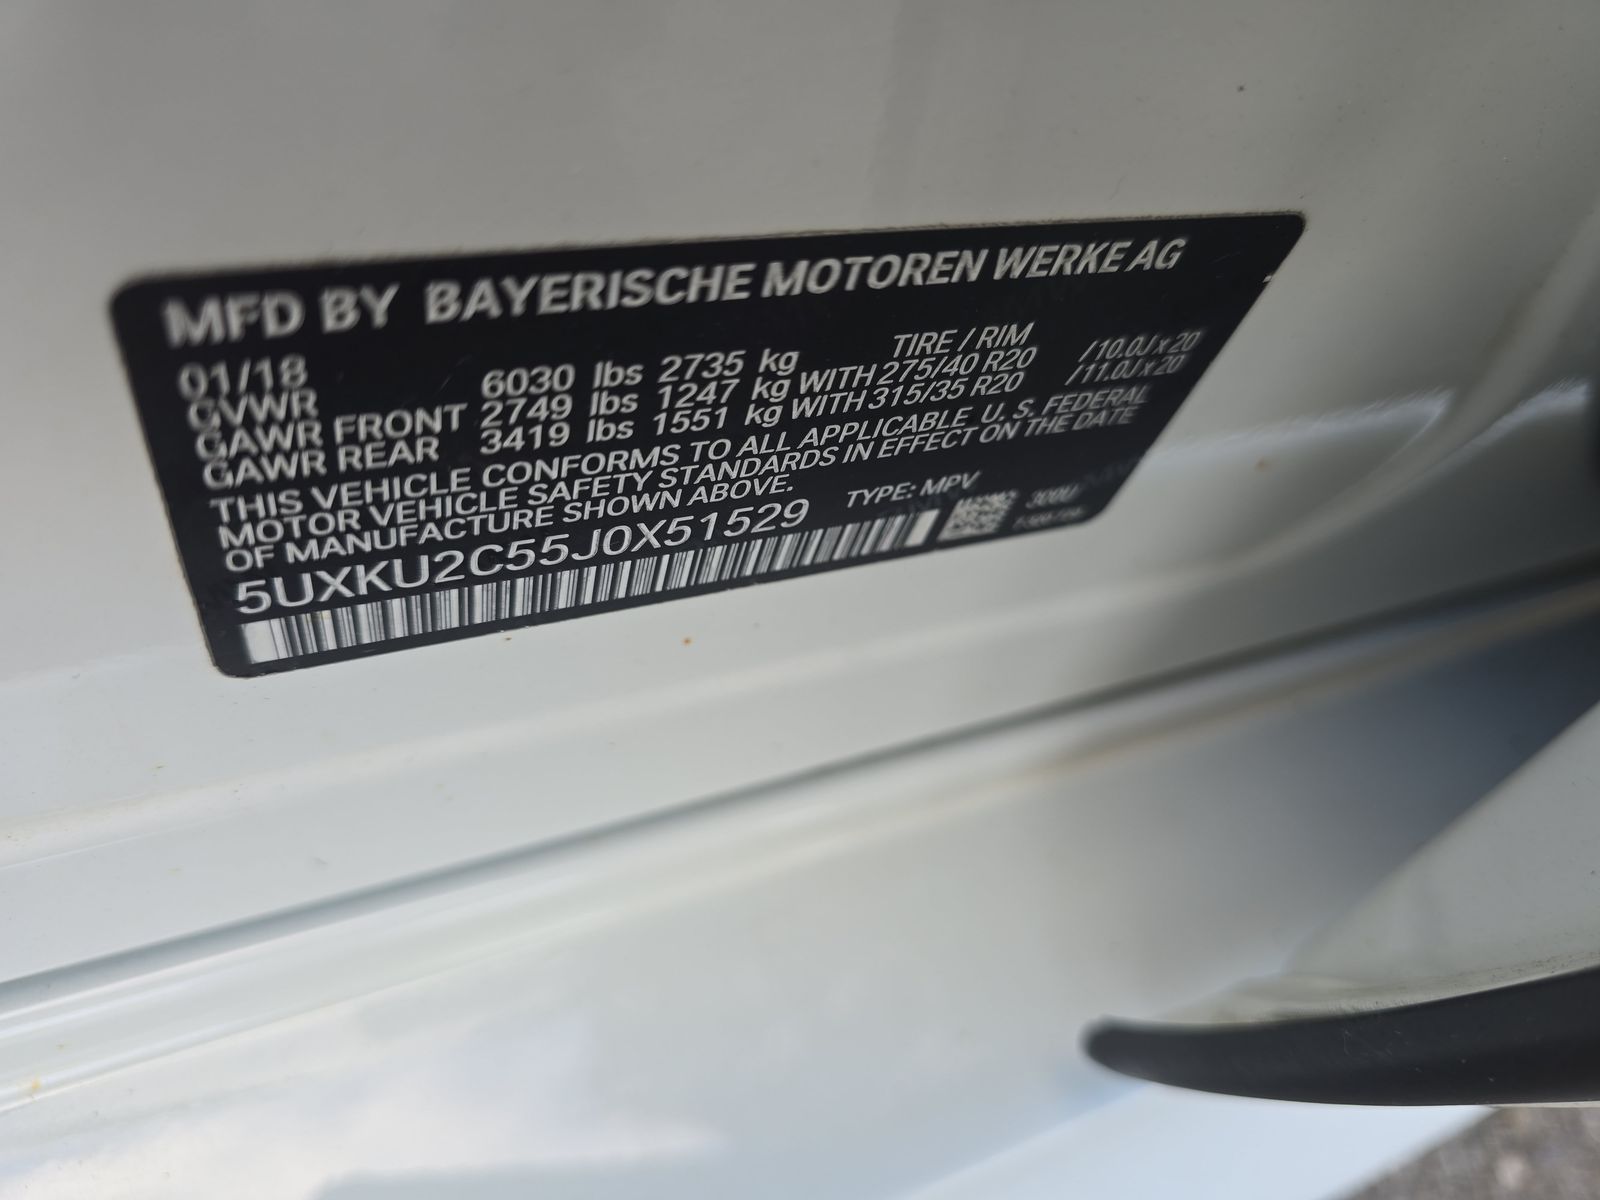 MFD BY BAYERISCHE MOTOREN WERKE AG
01/18 TIRE / RIM
GVWR 6030 lbs 2735 kg
GAWR FRONT 2749 lbs 1247 kg WITH 275/40 R20 /10.0J x 20
GAWR REAR 3419 lbs 1551 kg WITH 315/35 R20 /11.0J x 20
THIS VEHICLE CONFORMS TO ALL APPLICABLE U. S. FEDERAL
MOTOR VEHICLE SAFETY STANDARDS IN EFFECT ON THE DATE
OF MANUFACTURE SHOWN ABOVE.
5UXKU2C55J0X51529 TYPE: MPV
300U